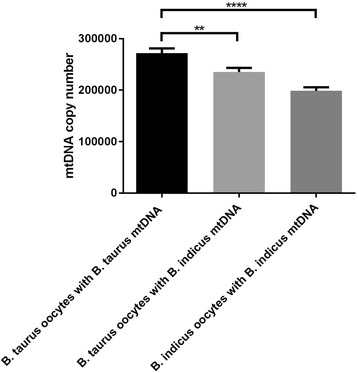 ****
**
300000
200000
100000
0
mtDNA copy number
B. taurus oocytes with B. taurus mtDNA
B. taurus oocytes with B. indicus mtDNA
B. indicus oocytes with B. indicus mtDNA